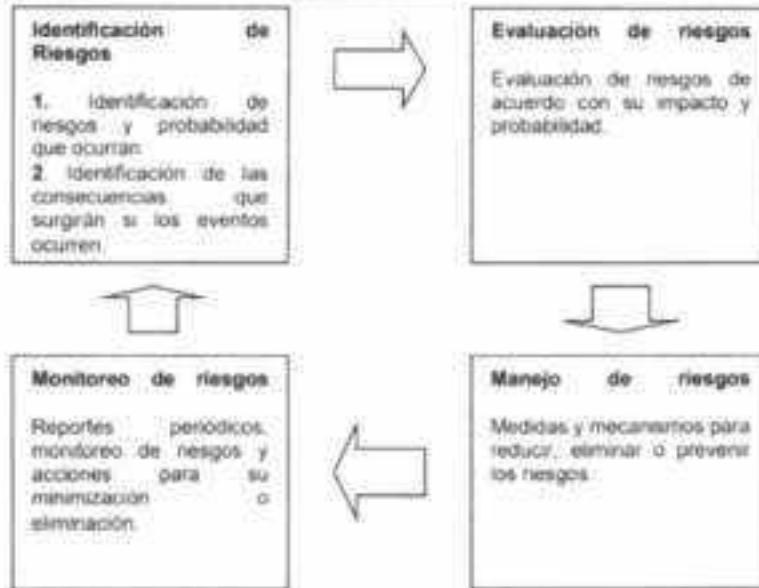 Identificación de
Riesgos
1. Identificación de
riesgos y probabilidad
que ocurran.
2. Identificación de las
consecuencias que
surgirán si los eventos
ocurren.
Evaluación de riesgos
Evaluación de riesgos de
acuerdo con su impacto y
probabilidad.
Manejo de riesgos
Medidas y mecanismos para
reducir, eliminar o prevenir
los riesgos.
Monitoreo de riesgos
Reportes periódicos,
monitoreo de riesgos y
acciones para su
minimización o
eliminación.